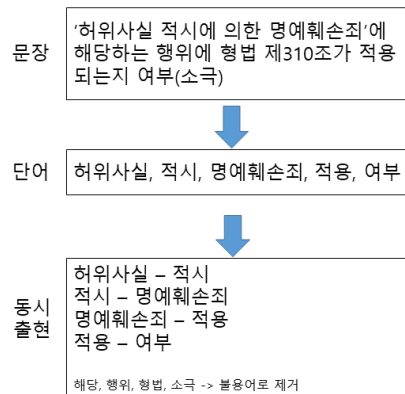 문장
‘허위사실 적시에 의한 명예훼손죄’에
해당하는 행위에 형법 제310조가 적용
되는지 여부(소극)
단어
허위사실, 적시, 명예훼손죄, 적용, 여부
동시
출현
허위사실 – 적시
적시 – 명예훼손죄
명예훼손죄 – 적용
적용 – 여부
해당, 행위, 형법, 소극 -> 불용어로 제거